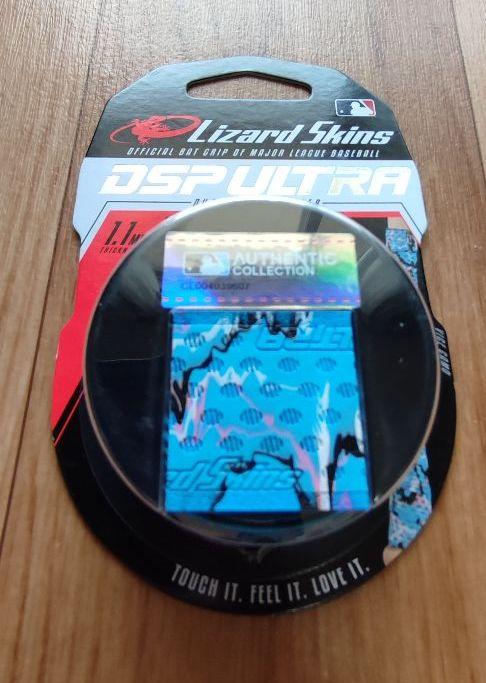 Lizard Skins
OFFICIAL BAT GRIP OF MAJOR LEAGUE BASEBALL
DSP ULTRA
1.1
AUTHENTIC
COLLECTION
rd Skins
TOUCH IT. FEEL IT. LOVE IT.